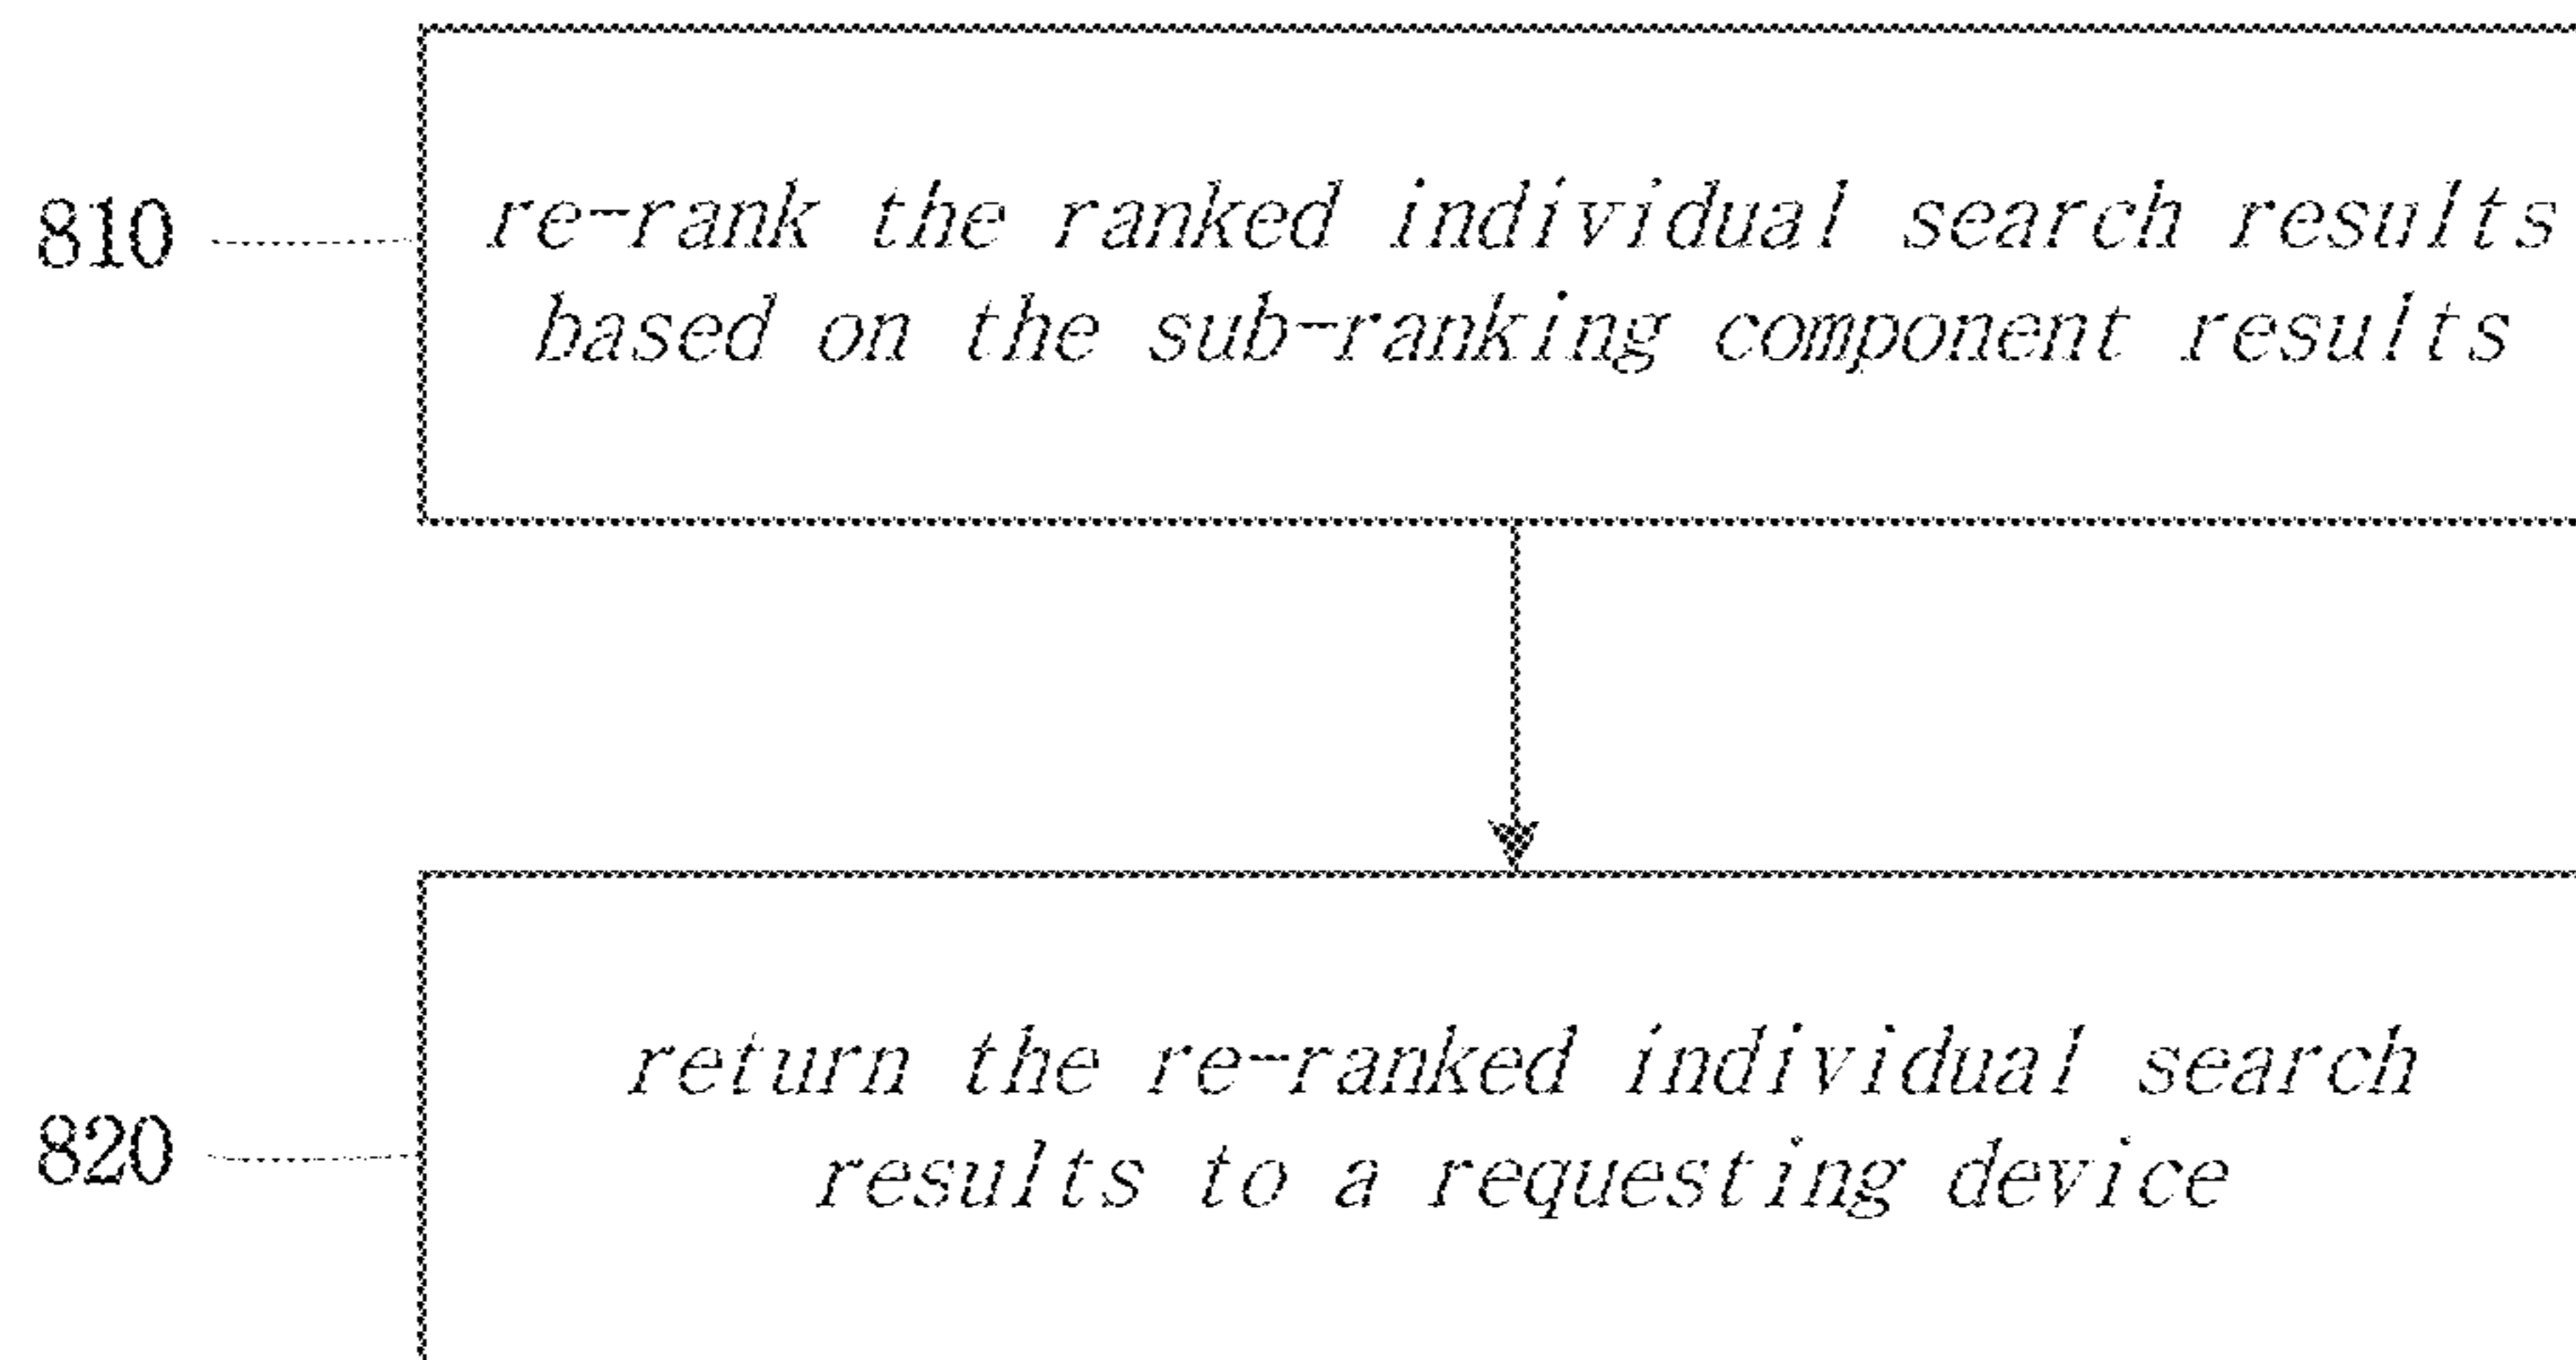 810
re-rank the ranked individual search results
based on the sub-ranking component results
820
return the re-ranked individual search
results to a requesting device